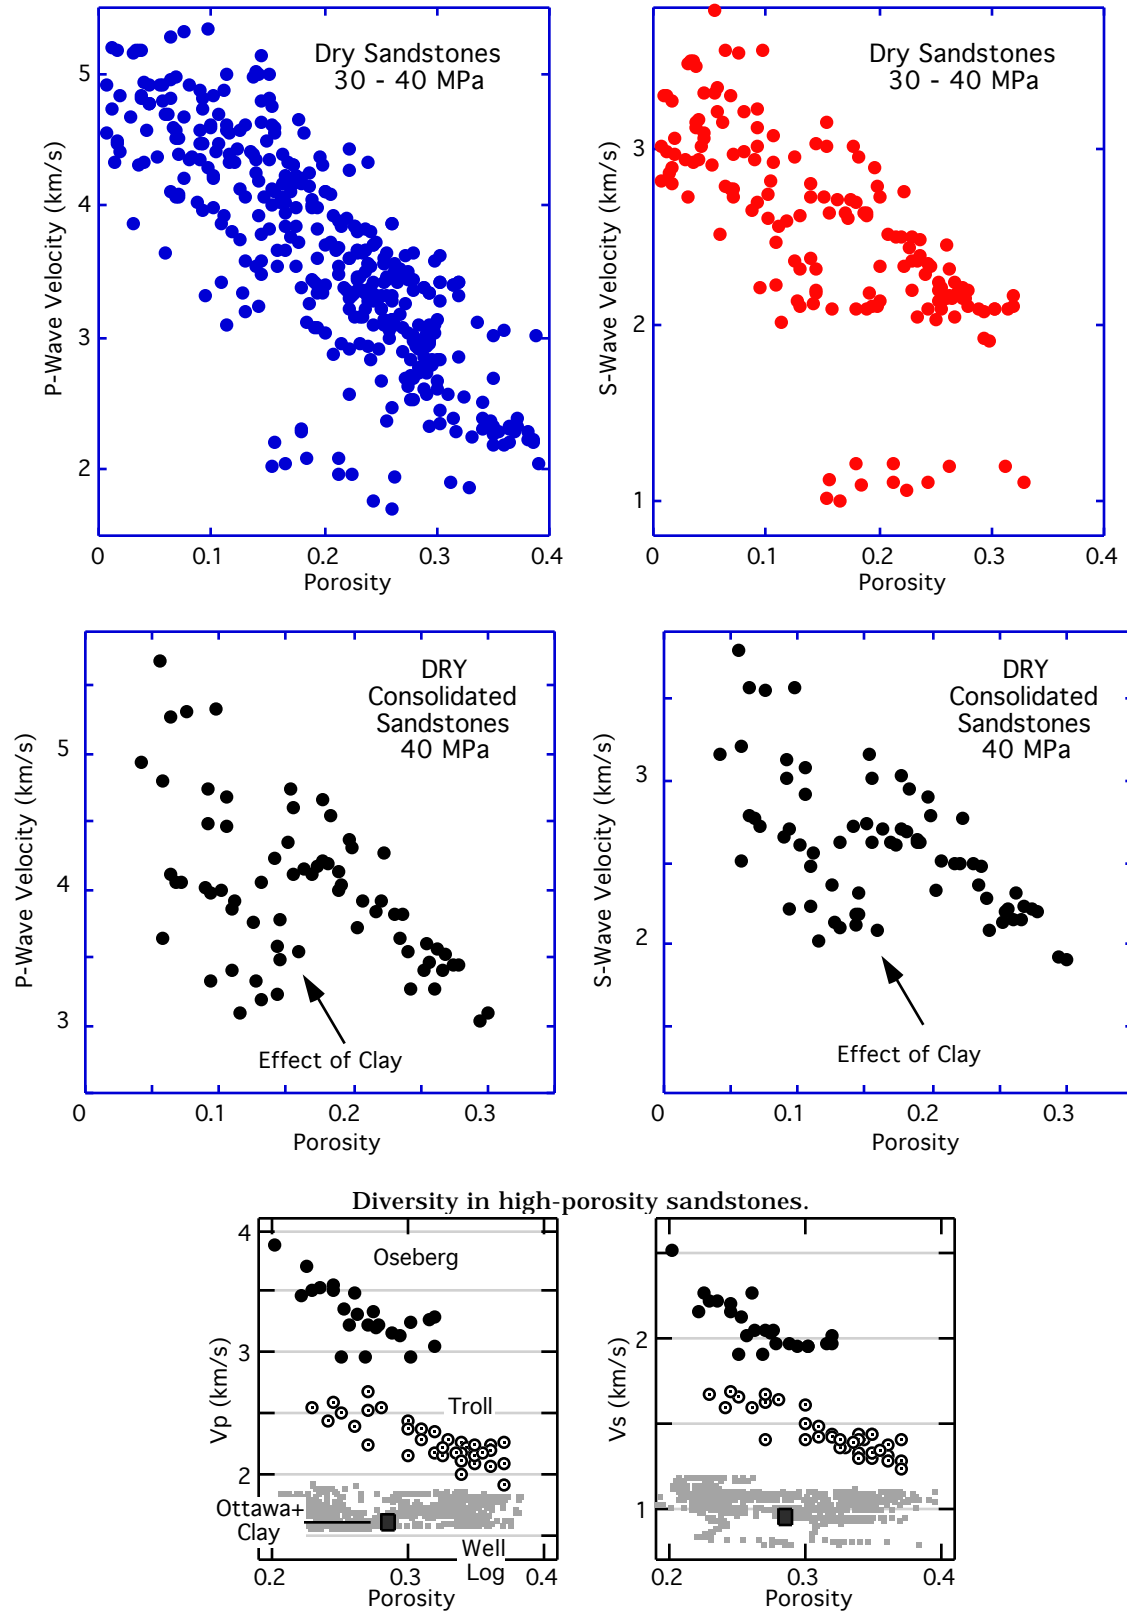 Dry Sandstones
30 - 40 MPa
5
4
3
2
P-Wave Velocity (km/s)
0 0.1 0.2 0.3 0.4
Porosity
Dry Sandstones
30 - 40 MPa
3
2
1
S-Wave Velocity (km/s)
0 0.1 0.2 0.3 0.4
Porosity
DRY
Consolidated
Sandstones
40 MPa
5
4
3
P-Wave Velocity (km/s)
Effect of Clay
0 0.1 0.2 0.3
Porosity
DRY
Consolidated
Sandstones
40 MPa
3
2
S-Wave Velocity (km/s)
Effect of Clay
0 0.1 0.2 0.3
Porosity
Diversity in high-porosity sandstones.
4
3
2
Vp (km/s)
Oseberg
Troll
Ottawa+
Clay
Well
Log
0.2 0.3 0.4
Porosity
2
1
Vs (km/s)
0.2 0.3 0.4
Porosity